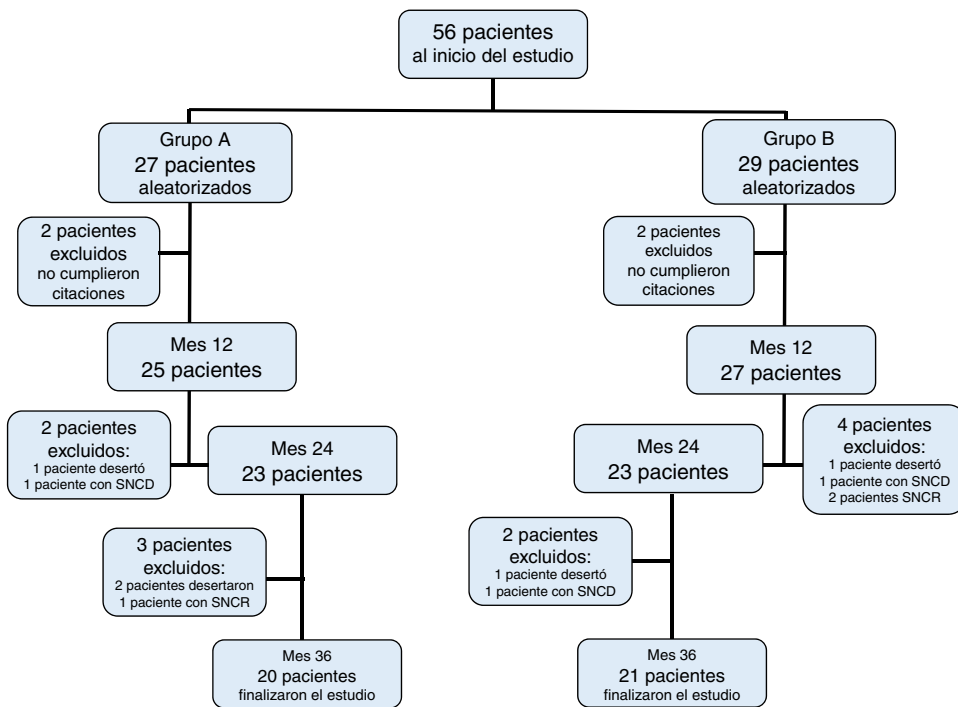 56 pacientes
al inicio del estudio
Grupo A
27 pacientes
aleatorizados
Grupo B
29 pacientes
aleatorizados
2 pacientes
excluidos
no cumplieron
citaciones
2 pacientes
excluidos
no cumplieron
citaciones
Mes 12
25 pacientes
Mes 12
27 pacientes
2 pacientes
excluidos:
1 paciente desertó
1 paciente con SNCD
Mes 24
23 pacientes
Mes 24
23 pacientes
4 pacientes
excluidos:
1 paciente desertó
1 paciente con SNCD
2 pacientes SNCR
3 pacientes
excluidos:
2 pacientes desertaron
1 paciente con SNCR
2 pacientes
excluidos:
1 paciente desertó
1 paciente con SNCD
Mes 36
20 pacientes
finalizaron el estudio
Mes 36
21 pacientes
finalizaron el estudio